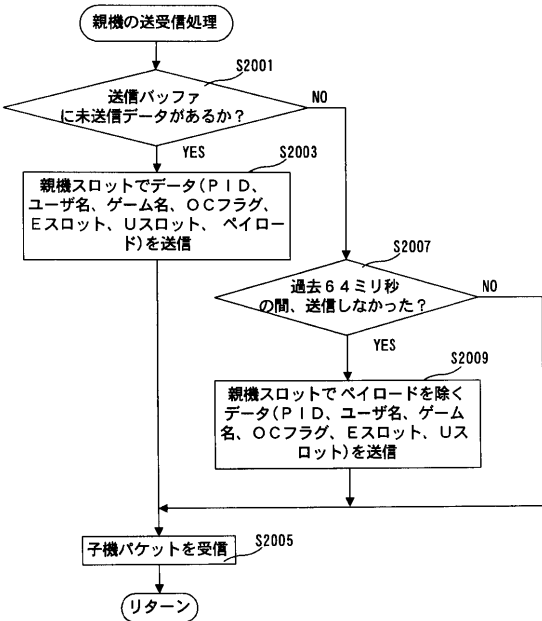 親機の送受信処理
S2001
送信バッファ
に未送信データがあるか？
NO
YES
S2003
親機スロットでデータ(ＰＩＤ、
ユーザ名、ゲーム名、ＯＣフラグ、
Ｅスロット、Ｕスロット、ペイロー
ド)を送信
S2007
過去６４ミリ秒
の間、送信しなかった？
NO
YES
S2009
親機スロットでペイロードを除く
データ(ＰＩＤ、ユーザ名、ゲーム
名、ＯＣフラグ、Ｅスロット、Ｕス
ロット)を送信
子機パケットを受信
S2005
リターン